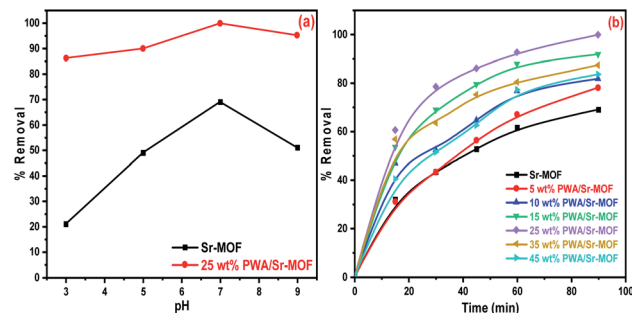 (a)
% Removal
100
90
80
70
60
50
40
30
20
10
0
3
4
5
6
7
8
9
pH
Sr-MOF
25 wt% PWA/Sr-MOF
(b)
% Removal
100
80
60
40
20
0
0
20
40
60
80
100
Time (min)
Sr-MOF
5 wt% PWA/Sr-MOF
10 wt% PWA/Sr-MOF
15 wt% PWA/Sr-MOF
25 wt% PWA/Sr-MOF
35 wt% PWA/Sr-MOF
45 wt% PWA/Sr-MOF